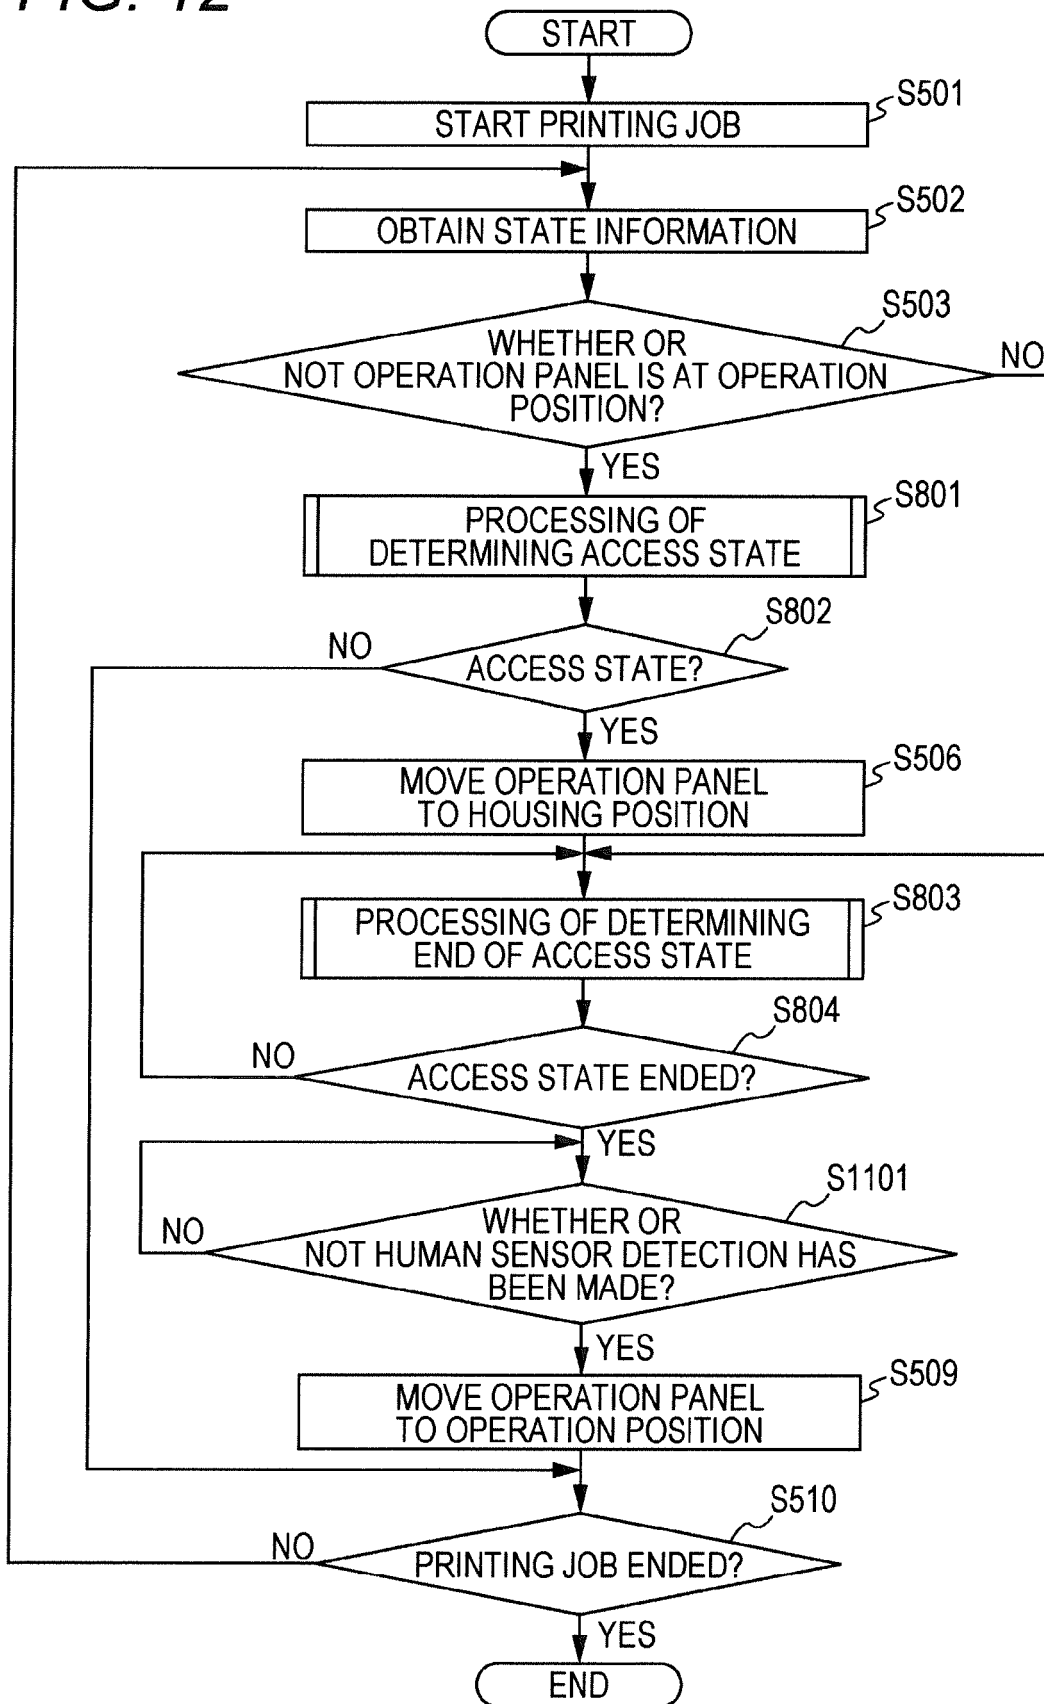 FIG. 12
START
S501
START PRINTING JOB
S502
OBTAIN STATE INFORMATION
S503
WHETHER OR
NOT OPERATION PANEL IS AT OPERATION
POSITION?
NO
YES
S801
PROCESSING OF
DETERMINING ACCESS STATE
S802
NO
ACCESS STATE?
YES
S506
MOVE OPERATION PANEL
TO HOUSING POSITION
S803
PROCESSING OF DETERMINING
END OF ACCESS STATE
S804
NO
ACCESS STATE ENDED?
YES
S1101
WHETHER OR
NO
NOT HUMAN SENSOR DETECTION HAS
BEEN MADE?
YES
S509
MOVE OPERATION PANEL
TO OPERATION POSITION
S510
NO
PRINTING JOB ENDED?
YES
END